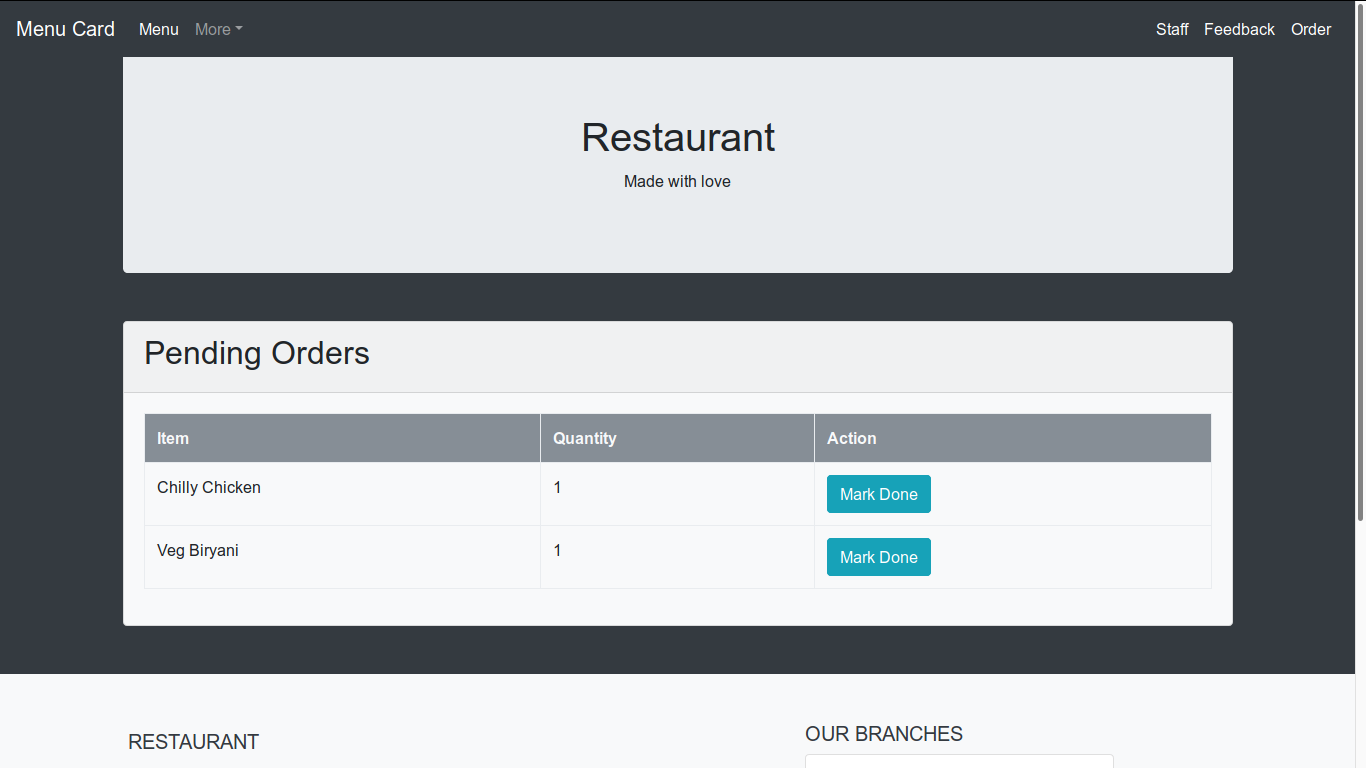 Menu Card Menu More Staff Feedback Order
Restaurant
Made with love
Pending Orders
Item Quantity Action
Chilly Chicken 1 Mark Done
Veg Biryani 1 Mark Done
RESTAURANT
OUR BRANCHES